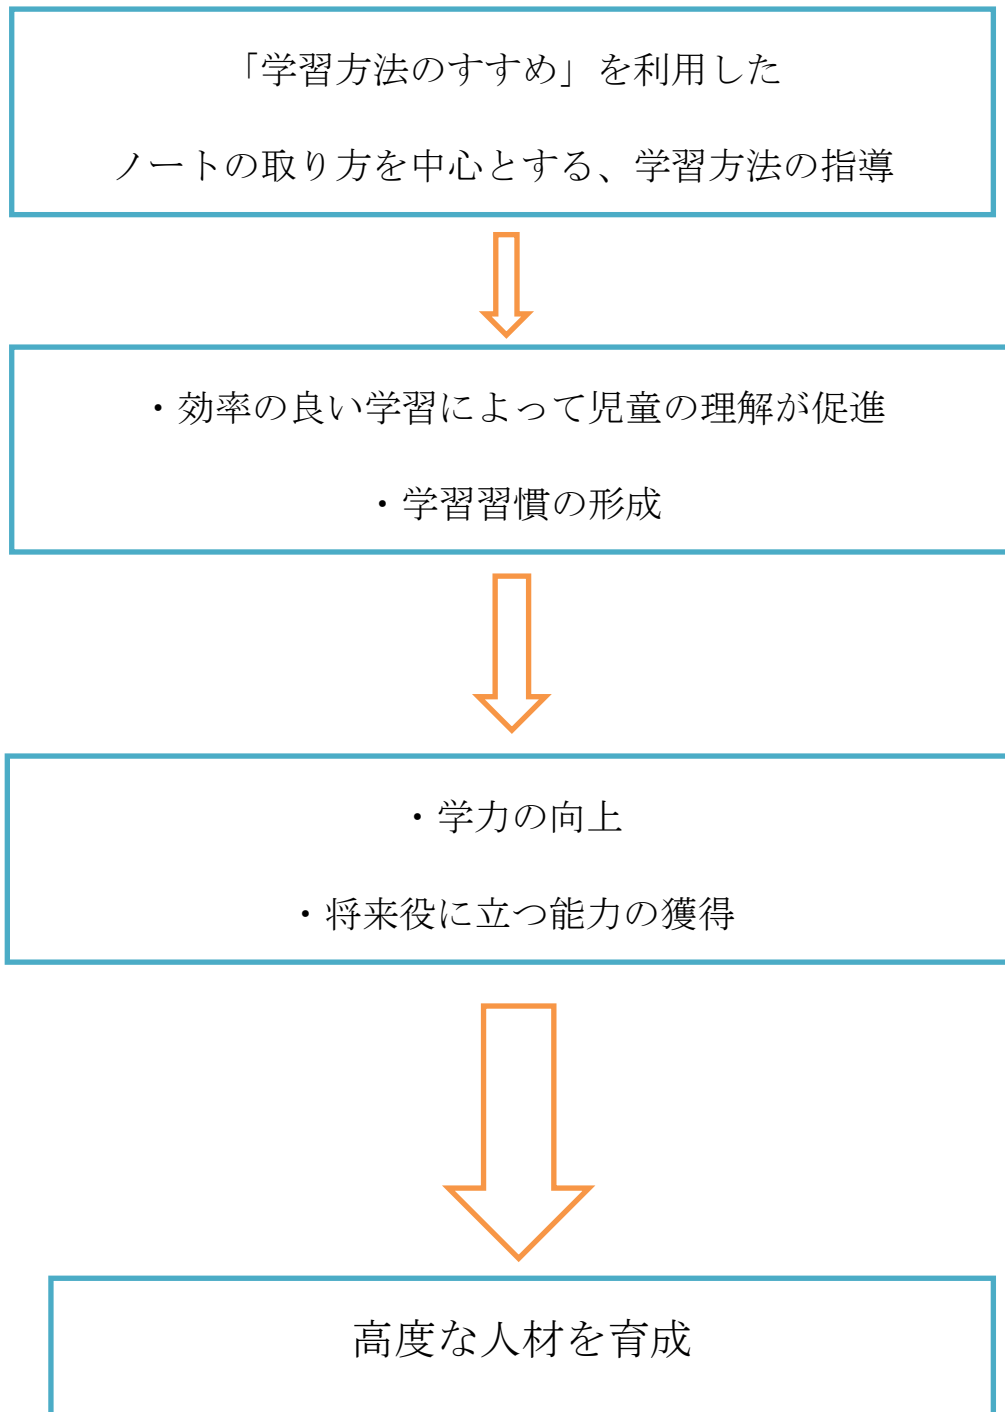 「学習方法のすすめ」を利用した
ノートの取り方を中心とする、学習方法の指導
・効率の良い学習によって児童の理解が促進
・学習習慣の形成
・学力の向上
・将来役に立つ能力の獲得
高度な人材を育成